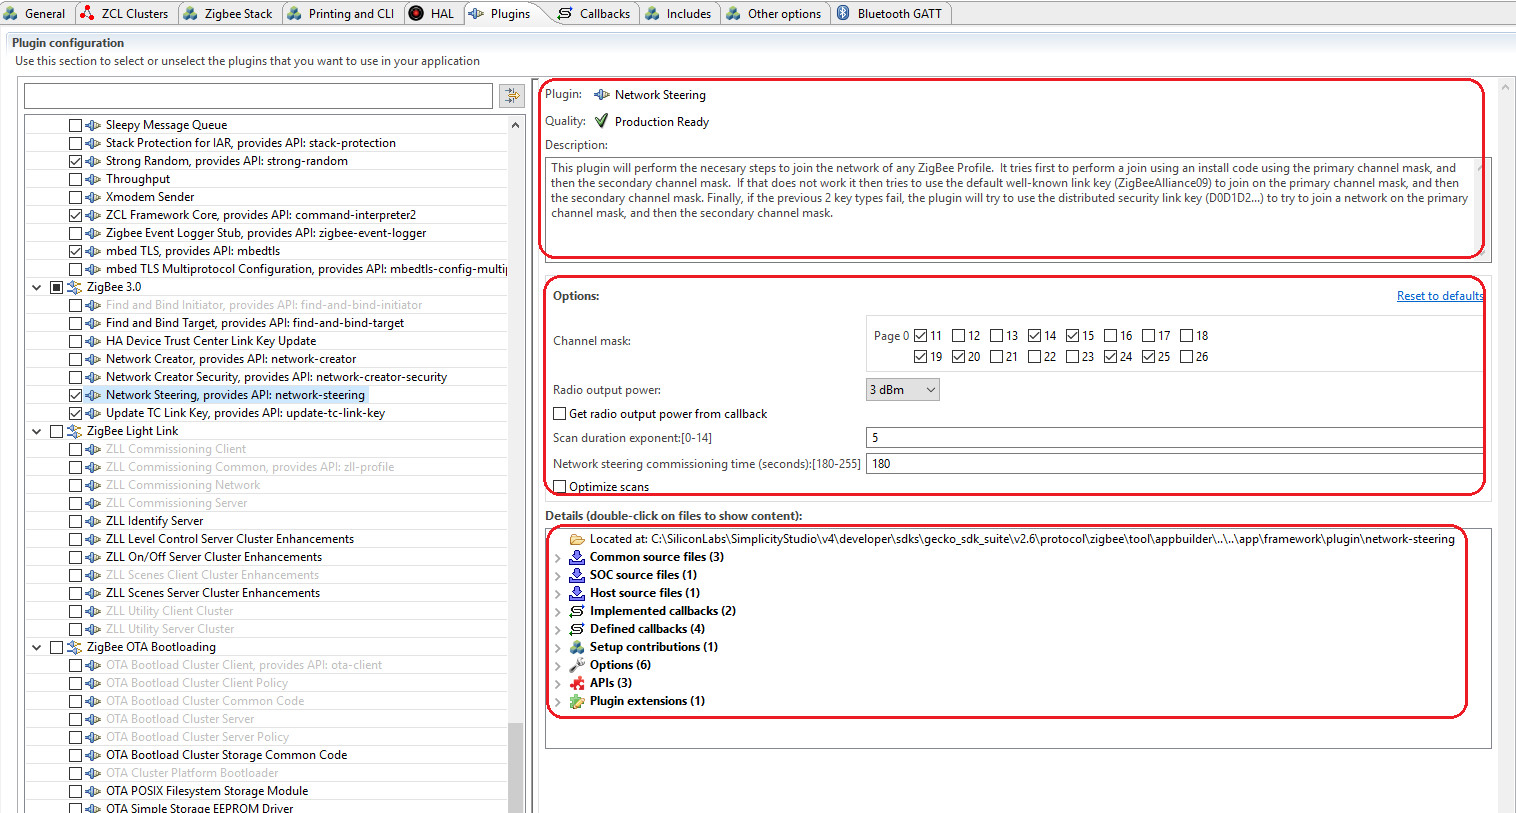 General
ZCL Clusters
Zigbee Stack
Printing and CLI
HAL
Plugins
Callbacks
Includes
Other options
Bluetooth GATT
Plugin configuration
Use this section to select or unselect the plugins that you want to use in your application
Sleepy Message Queue
Stack Protection for IAR, provides API: stack-protection
Strong Random, provides API: strong-random
Throughput
Xmodem Sender
ZCL Framework Core, provides API: command-interpreter2
Zigbee Event Logger Stub, provides API: zigbee-event-logger
mbed TLS, provides API: mbedtls
mbed TLS Multiprotocol Configuration, provides API: mbedtls-config-multip
ZigBee 3.0
Find and Bind Initiator, provides API: find-and-bind-initiator
Find and Bind Target, provides API: find-and-bind-target
HA Device Trust Center Link Key Update
Network Creator, provides API: network-creator
Network Creator Security, provides API: network-creator-security
Network Steering, provides API: network-steering
Update TC Link Key, provides API: update-tc-link-key
ZigBee Light Link
ZLL Commissioning Client
ZLL Commissioning Common, provides API: zll-profile
ZLL Commissioning Network
ZLL Commissioning Server
ZLL Identify Server
ZLL Level Control Server Cluster Enhancements
ZLL On/Off Server Cluster Enhancements
ZLL Scenes Client Cluster Enhancements
ZLL Scenes Server Cluster Enhancements
ZLL Utility Client Cluster
ZLL Utility Server Cluster
ZigBee OTA Bootloading
OTA Bootload Cluster Client, provides API: ota-client
OTA Bootload Cluster Client Policy
OTA Bootload Cluster Common Code
OTA Bootload Cluster Server
OTA Bootload Cluster Server Policy
OTA Bootload Cluster Storage Common Code
OTA Cluster Platform Bootloader
OTA POSIX Filesystem Storage Module
OTA Simple Storage EEPROM Driver
Plugin: Network Steering
Quality: Production Ready
Description:
This plugin will perform the necesary steps to join the network of any ZigBee Profile.  It tries first to perform a join using an install code using the primary channel mask, and
then the secondary channel mask.  If that does not work it then tries to use the default well-known link key (ZigBeeAlliance09) to join on the primary channel mask, and then
the secondary channel mask. Finally, if the previous 2 key types fail, the plugin will try to use the distributed security link key (D0D1D2...) to try to join a network on the primary
channel mask, and then the secondary channel mask.
Options:
Reset to defaults
Channel mask:
Page 0 11 12 13 14 15 16 17 18
19 20 21 22 23 24 25 26
Radio output power: 3 dBm
Get radio output power from callback
Scan duration exponent:[0-14] 5
Network steering commissioning time (seconds):[180-255] 180
Optimize scans
Details (double-click on files to show content):
Located at: C:\SiliconLabs\SimplicityStudio\v4\developer\sdks\gecko_sdk_suite\v2.6\protocol\zigbee\tool\appbuilder\..\..\app\framework\plugin\network-steering
Common source files (3)
SOC source files (1)
Host source files (1)
Implemented callbacks (2)
Defined callbacks (4)
Setup contributions (1)
Options (6)
APIs (3)
Plugin extensions (1)